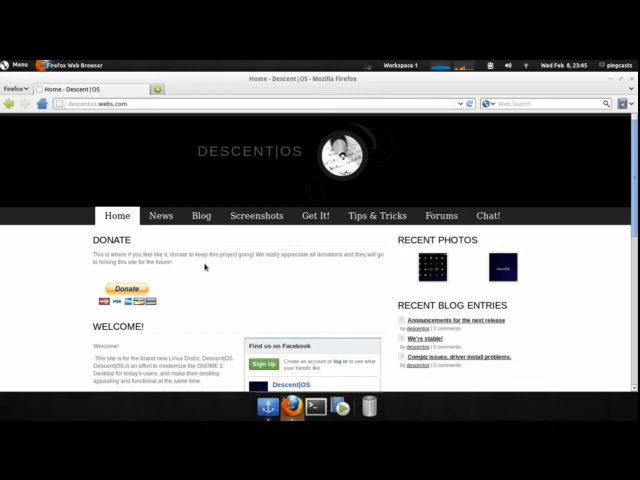 Menu
Firefox Web Browser
Workspace 1
Wed Feb 8, 23:45
pingcasts
Home - Descent|OS - Mozilla Firefox
Firefox
Home - Descent|OS
descentos.webs.com
Web Search
DESCENT|OS
Home
News
Blog
Screenshots
Get It!
Tips & Tricks
Forums
Chat!
DONATE
This is where if you feel like it, donate to keep this project going! We really appreciate all donations and they will go
to hosting this site for the future!
Donate
VISA
WELCOME!
Welcome!
This site is for the brand new Linux Distro, Descent|OS.
Descent|OS is an effort to modernize the GNOME 2
Desktop for today's users, and make their desktop
appealing and functional at the same time.
Find us on Facebook
Sign Up
Create an account or log in to see what
your friends like.
Descent|OS
RECENT PHOTOS
RECENT BLOG ENTRIES
Announcements for the next release
by descentos | 0 comments
We're stable!
by descentos | 0 comments
Compiz issues, driver install problems.
by descentos | 0 comments